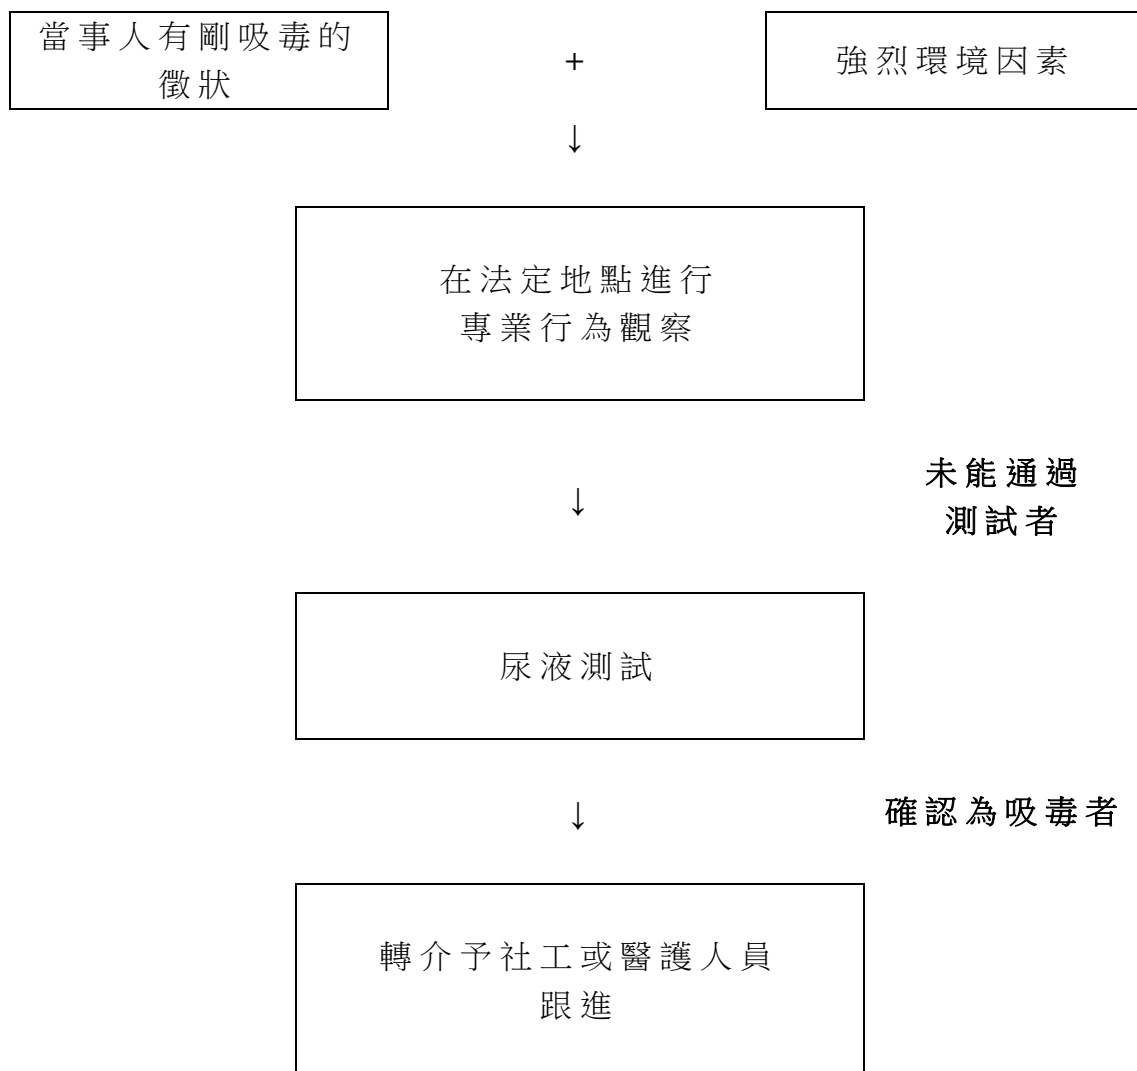 當事人有剛吸毒的
徵狀
+
強烈環境因素
↓
在法定地點進行
專業行為觀察
↓
未能通過
測試者
尿液測試
↓
確認為吸毒者
轉介予社工或醫護人員
跟進